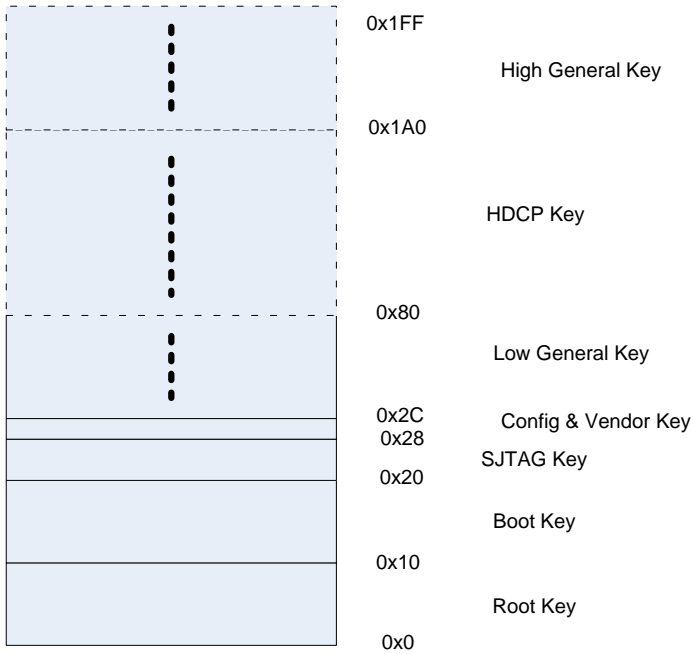 0x1FF
High General Key
0x1A0
HDCP Key
0x80
Low General Key
0x2C
Config & Vendor Key
0x28
SJTAG Key
0x20
Boot Key
0x10
Root Key
0x0